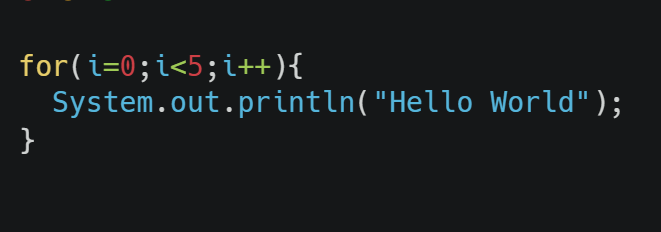 for(i=0;i<5;i++){
  System.out.println("Hello World");
}